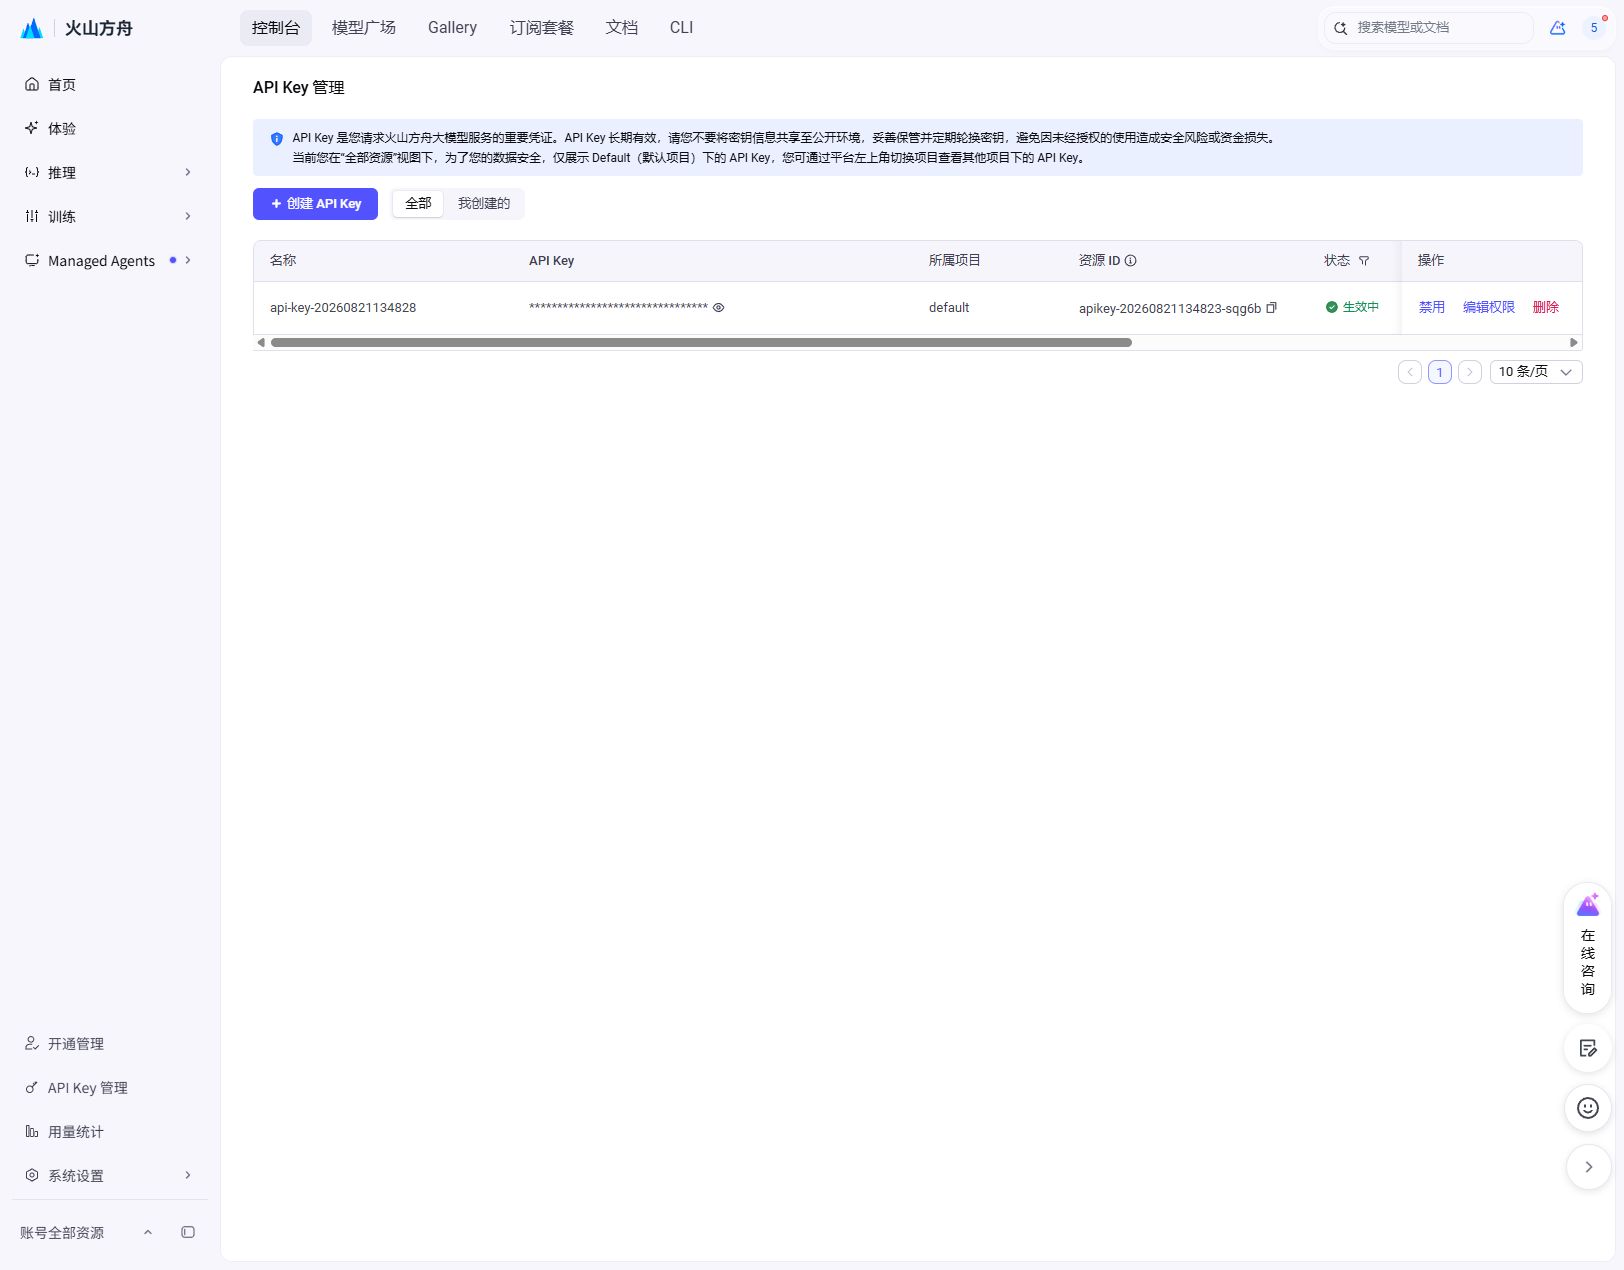 火山方舟
控制台
模型广场
Gallery
订阅套餐
文档
CLI
搜索模型或文档
5
首页
体验
推理
训练
Managed Agents
API Key 管理
API Key 是您请求火山方舟大模型服务的重要凭证。API Key 长期有效，请您不要将密钥信息共享至公开环境，妥善保管并定期轮换密钥，避免因未经授权的使用造成安全风险或资金损失。
当前您在“全部资源”视图下，为了您的数据安全，仅展示 Default（默认项目）下的 API Key，您可通过平台左上角切换项目查看其他项目下的 API Key。
+ 创建 API Key
全部
我创建的
名称
API Key
所属项目
资源 ID
状态
操作
api-key-20260821134828
********************************
default
apikey-20260821134823-sqg6b
生效中
禁用
编辑权限
删除
1
10 条/页
在线咨询
开通管理
API Key 管理
用量统计
系统设置
账号全部资源